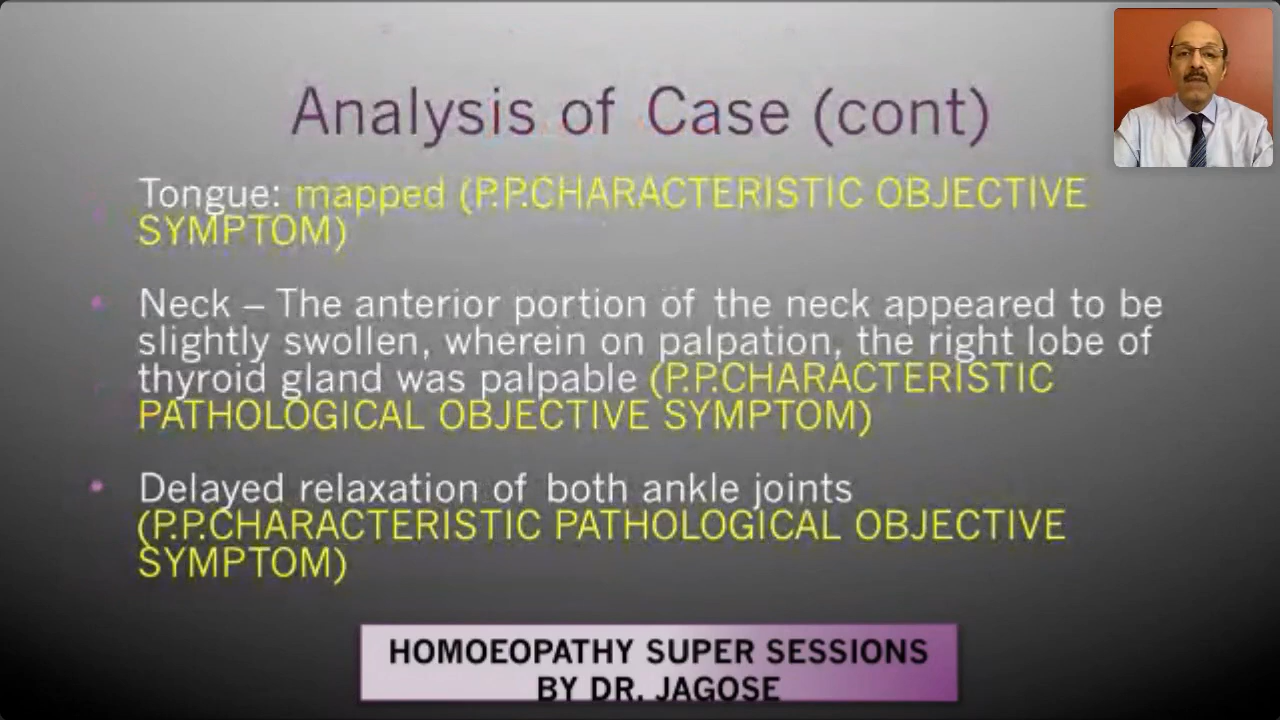 Analysis of Case (cont)
Tongue: mapped (P.P.CHARACTERISTIC OBJECTIVE
SYMPTOM)
• Neck – The anterior portion of the neck appeared to be
slightly swollen, wherein on palpation, the right lobe of
thyroid gland was palpable (P.P.CHARACTERISTIC
PATHOLOGICAL OBJECTIVE SYMPTOM)
• Delayed relaxation of both ankle joints
(P.P.CHARACTERISTIC PATHOLOGICAL OBJECTIVE
SYMPTOM)
HOMOEOPATHY SUPER SESSIONS
BY DR. JAGOSE